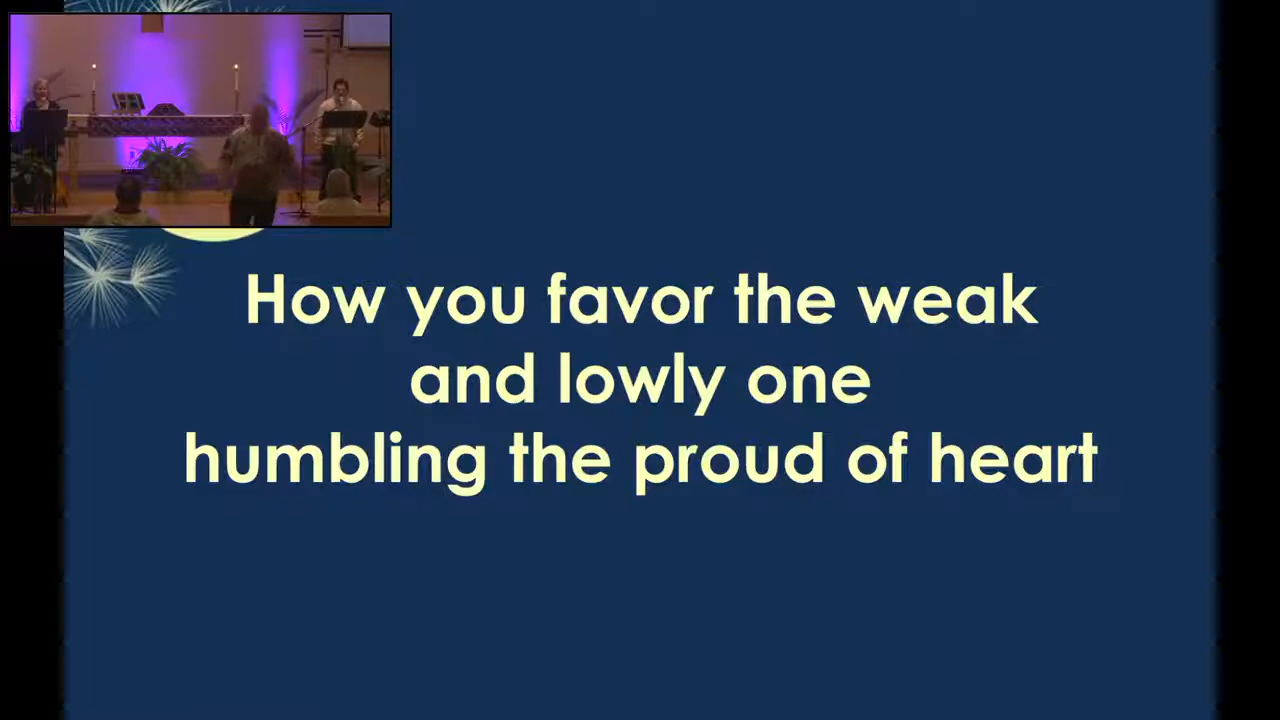 How you favor the weak
and lowly one
humbling the proud of heart